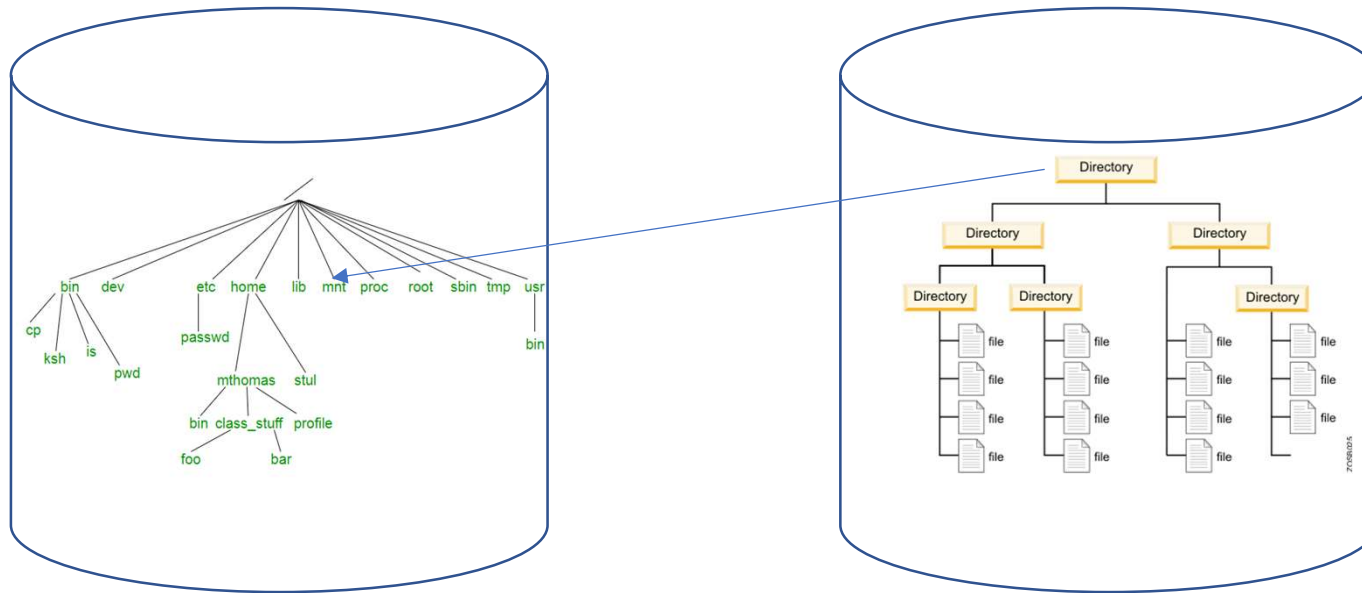 /
bin dev etc home lib mnt proc root sbin tmp usr
cp
ksh
is
pwd
passwd
bin
mthomas stul
bin class_stuff profile
foo bar
Directory
Directory Directory
Directory Directory Directory
file file file file
file file file file
file file file file
file file file
ZOSB025